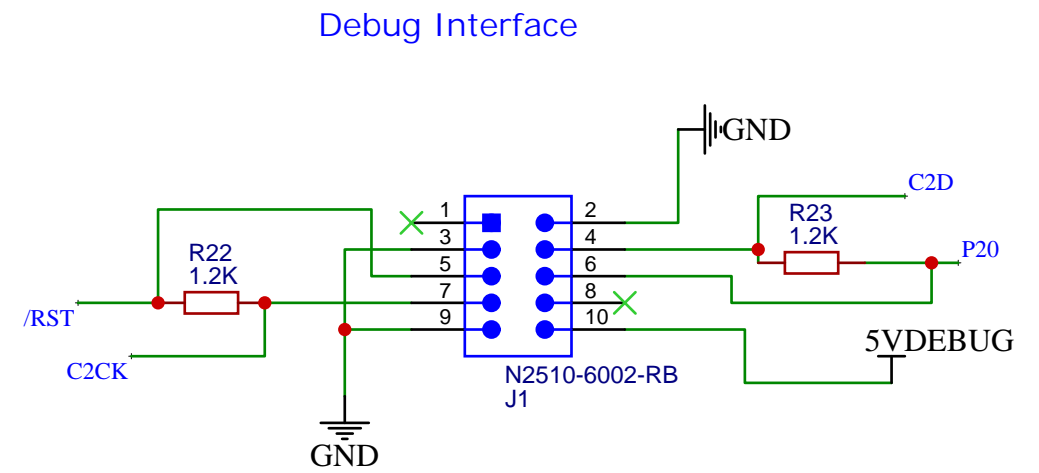 Debug Interface
GND
C2D
1
2
R23
3
4
1.2K
R22
P20
1.2K
5
6
7
8
/RST
9
10
5VDEBUG
C2CK
N2510-6002-RB
J1
GND